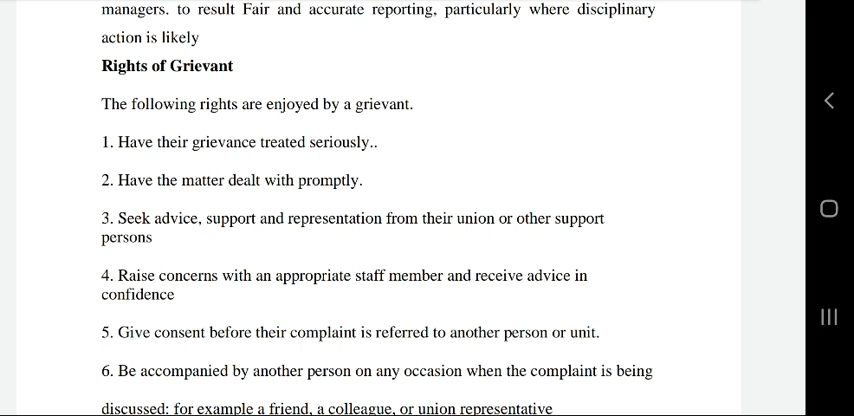 managers. to result Fair and accurate reporting, particularly where disciplinary
action is likely
Rights of Grievant
The following rights are enjoyed by a grievant.
1. Have their grievance treated seriously..
2. Have the matter dealt with promptly.
3. Seek advice, support and representation from their union or other support
persons
4. Raise concerns with an appropriate staff member and receive advice in
confidence
5. Give consent before their complaint is referred to another person or unit.
6. Be accompanied by another person on any occasion when the complaint is being
discussed: for example a friend, a colleague, or union representative